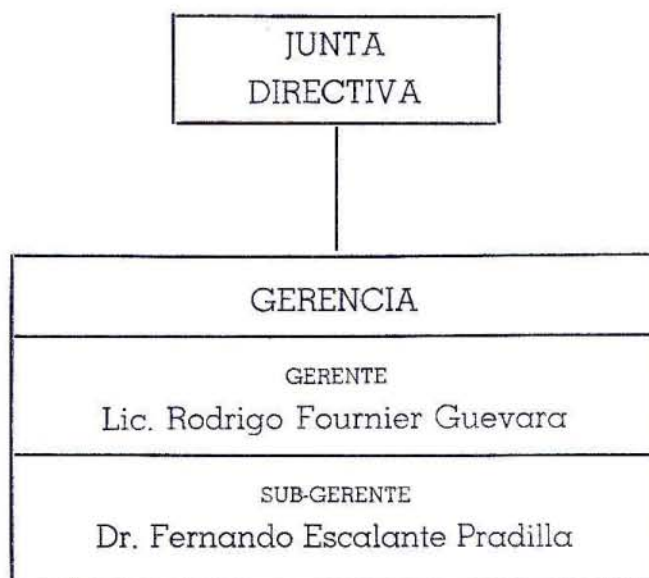 JUNTA
DIRECTIVA
GERENCIA
GERENTE
Lic. Rodrigo Fournier Guevara
SUB-GERENTE
Dr. Fernando Escalante Pradilla